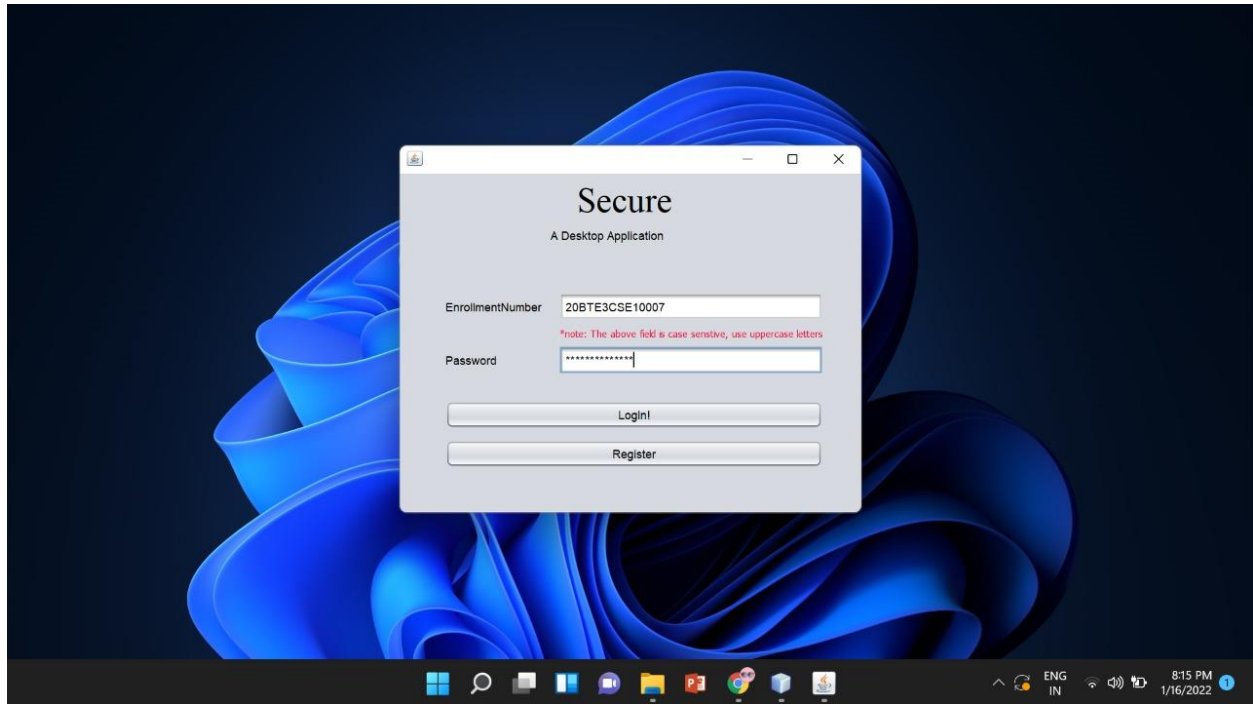 Secure
A Desktop Application
EnrollmentNumber 20BTE3CSE10007
*note: The above field is case senstive, use uppercase letters
Password **************
Login!
Register
ENG
IN
8:15 PM
1/16/2022
1